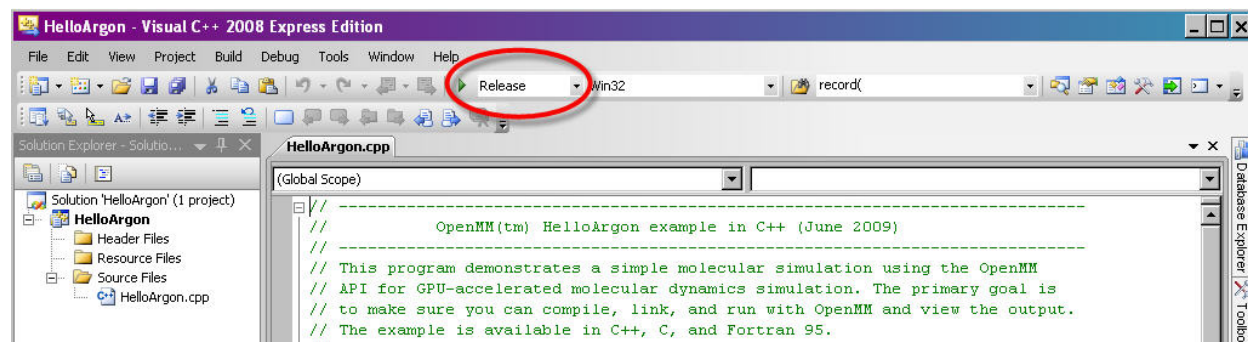 HelloArgon - Visual C++ 2008 Express Edition
File Edit View Project Build Debug Tools Window Help
Release Win32 record(
Solution Explorer - Solutio...
HelloArgon.cpp
(Global Scope)
Solution 'HelloArgon' (1 project)
HelloArgon
Header Files
Resource Files
Source Files
HelloArgon.cpp
// -----------------------------------------------------------------------
// OpenMM(tm) HelloArgon example in C++ (June 2009)
// -----------------------------------------------------------------------
// This program demonstrates a simple molecular simulation using the OpenMM
// API for GPU-accelerated molecular dynamics simulation. The primary goal is
// to make sure you can compile, link, and run with OpenMM and view the output.
// The example is available in C++, C, and Fortran 95.
Database Explorer